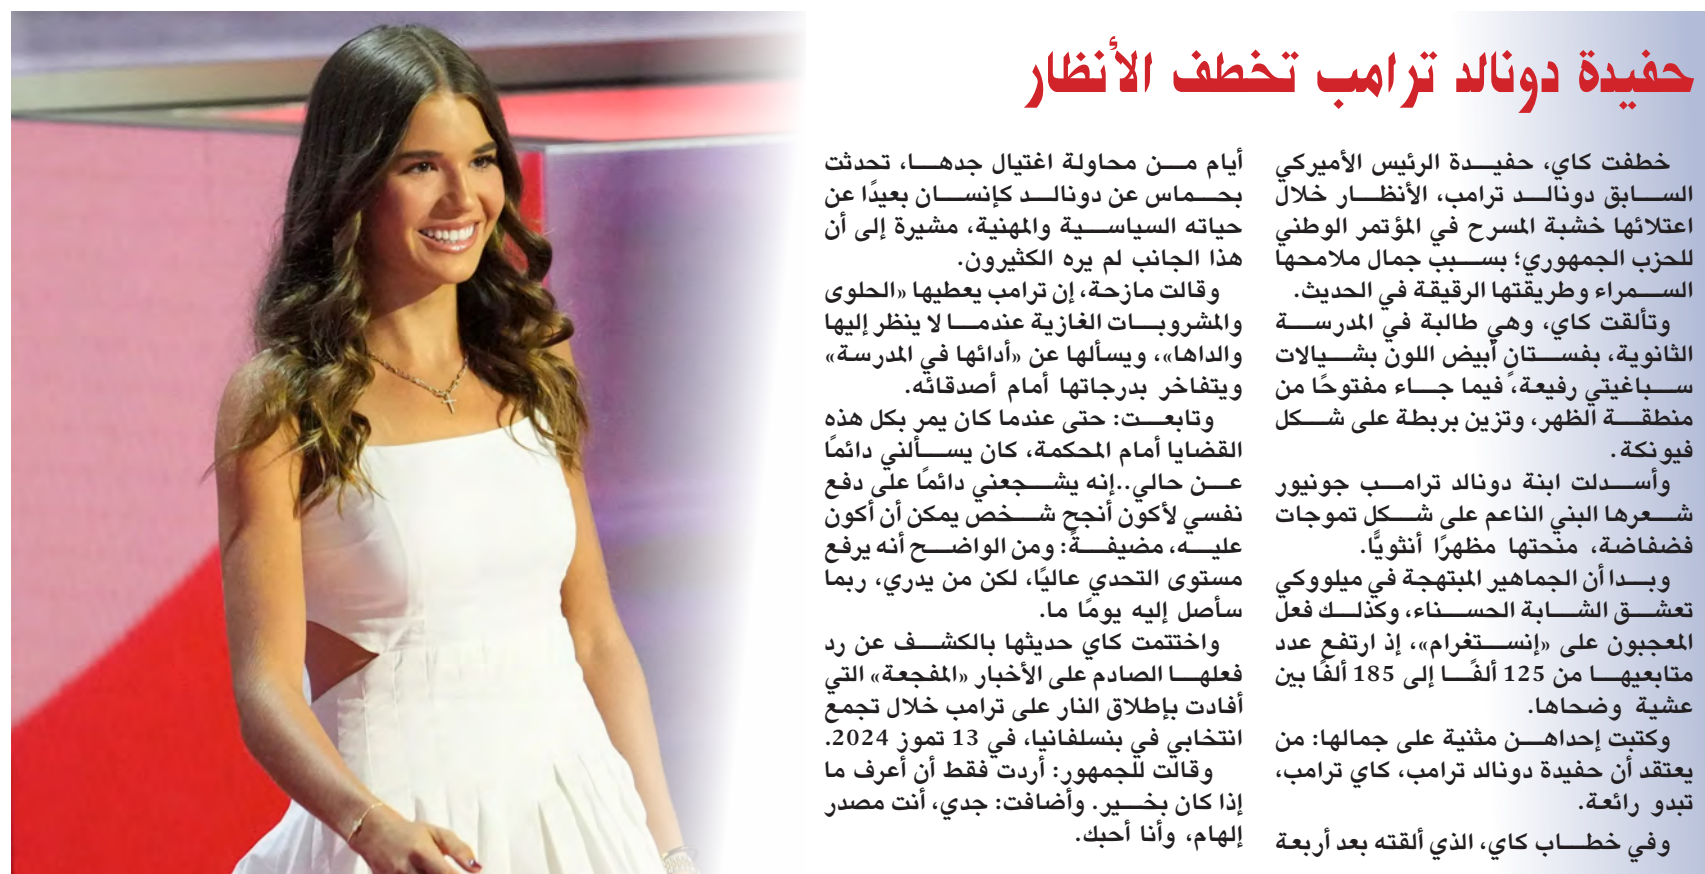 حفيدة دونالد ترامب تخطف الأنظار
خطفت كاي، حفيدة الرئيس الأميركي
السابق دونالد ترامب، الأنظار خلال
اعتلائها خشبة المسرح في المؤتمر الوطني
للحزب الجمهوري؛ بسبب جمال ملامحها
السمراء وطريقتها الرقيقة في الحديث.
وتألقت كاي، وهي طالبة في المدرسة
الثانوية، بفستانٍ أبيض اللون بشيالات
سباغيتي رفيعة، فيما جاء مفتوحًا من
منطقة الظهر، وتزين بربطة على شكل
فيونكة.
وأسدلت ابنة دونالد ترامب جونيور
شعرها البني الناعم على شكل تموجات
فضفاضة، منحتها مظهرًا أنثويًّا.
وبدا أن الجماهير المبتهجة في ميلووكي
تعشق الشابة الحسناء، وكذلك فعل
المعجبون على «إنستغرام»، إذ ارتفع عدد
متابعيها من 125 ألفًا إلى 185 ألفًا بين
عشية وضحاها.
وكتبت إحداهن مثنية على جمالها: من
يعتقد أن حفيدة دونالد ترامب، كاي ترامب،
تبدو رائعة.
وفي خطاب كاي، الذي ألقته بعد أربعة
أيام من محاولة اغتيال جدها، تحدثت
بحماس عن دونالد كإنسان بعيدًا عن
حياته السياسية والمهنية، مشيرة إلى أن
هذا الجانب لم يره الكثيرون.
وقالت مازحة، إن ترامب يعطيها «الحلوى
والمشروبات الغازية عندما لا ينظر إليها
والداها»، ويسألها عن «أدائها في المدرسة»
ويتفاخر بدرجاتها أمام أصدقائه.
وتابعت: حتى عندما كان يمر بكل هذه
القضايا أمام المحكمة، كان يسألني دائمًا
عن حالي..إنه يشجعني دائمًا على دفع
نفسي لأكون أنجح شخص يمكن أن أكون
عليه، مضيفةً: ومن الواضح أنه يرفع
مستوى التحدي عاليًا، لكن من يدري، ربما
سأصل إليه يومًا ما.
واختتمت كاي حديثها بالكشف عن رد
فعلها الصادم على الأخبار «المفجعة» التي
أفادت بإطلاق النار على ترامب خلال تجمع
انتخابي في بنسلفانيا، في 13 تموز 2024.
وقالت للجمهور: أردت فقط أن أعرف ما
إذا كان بخير. وأضافت: جدي، أنت مصدر
إلهام، وأنا أحبك.